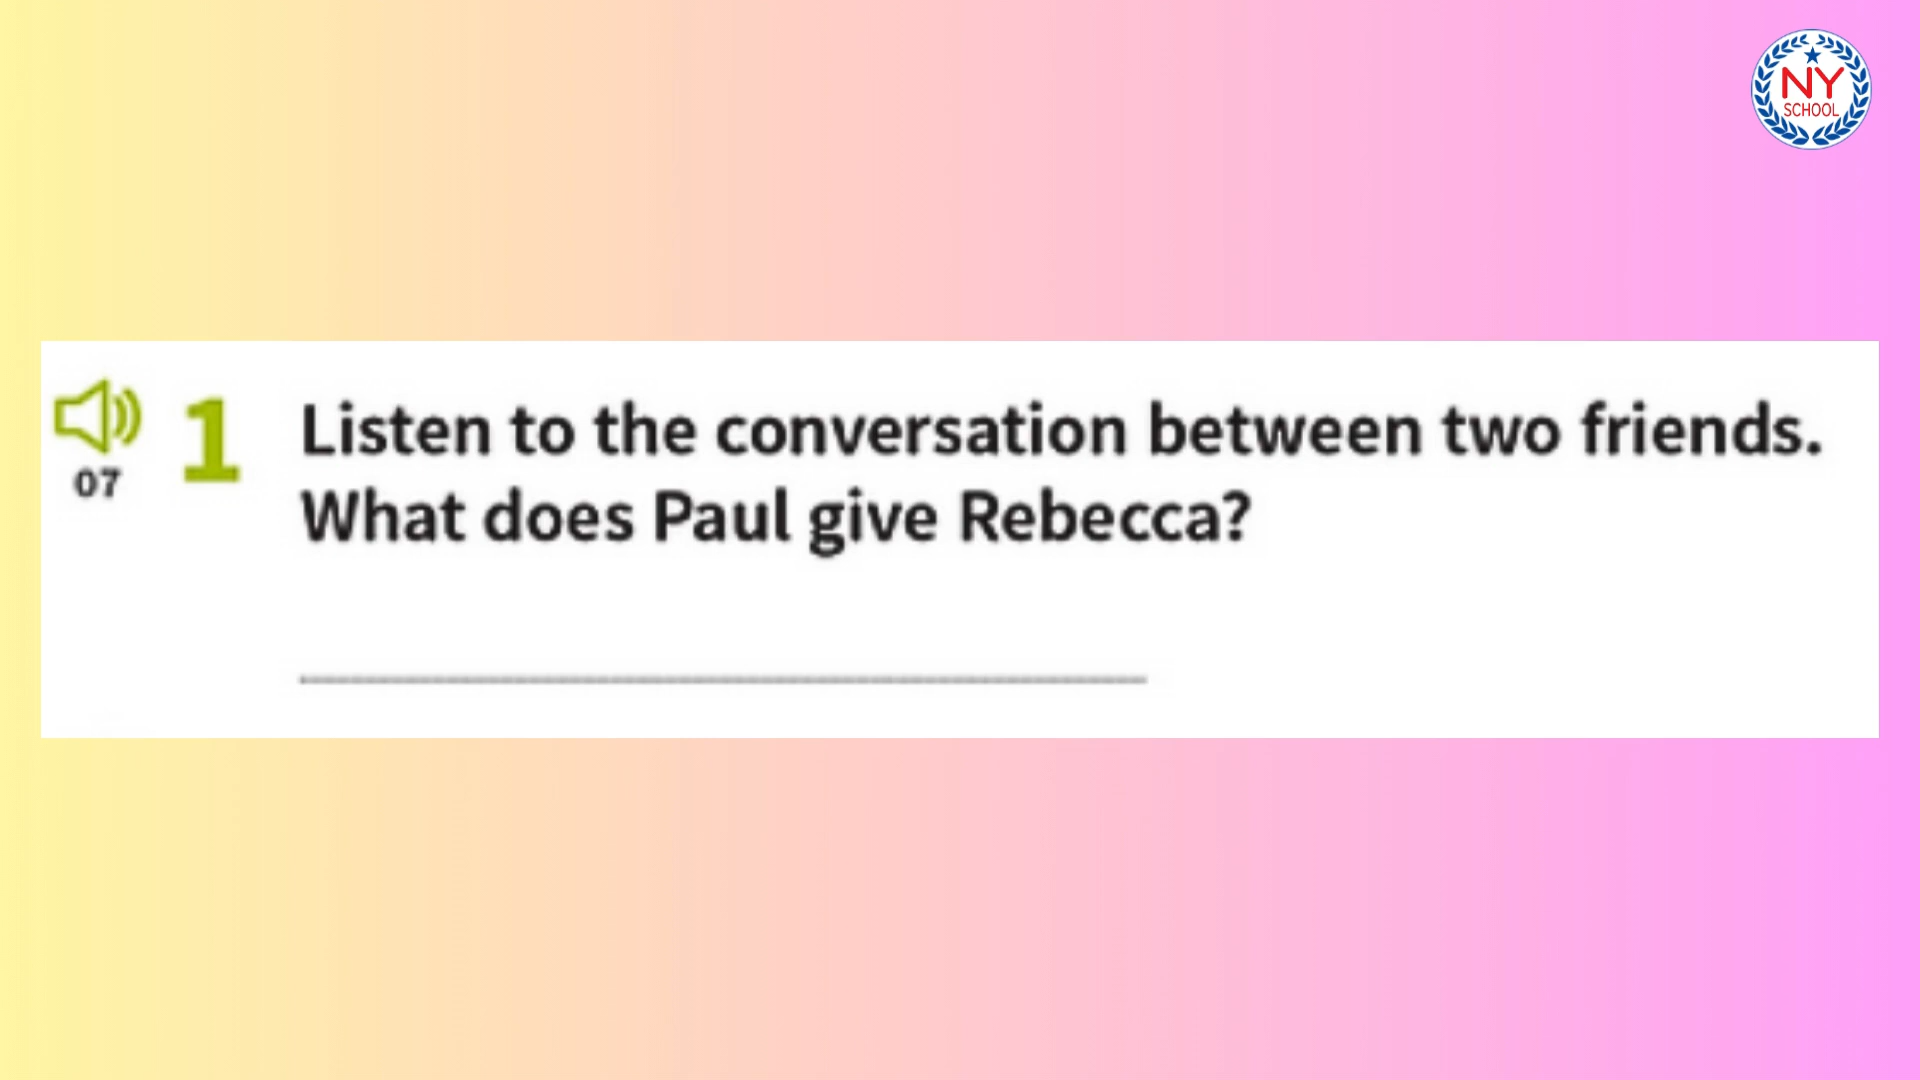 NY
SCHOOL
07
1
Listen to the conversation between two friends.
What does Paul give Rebecca?